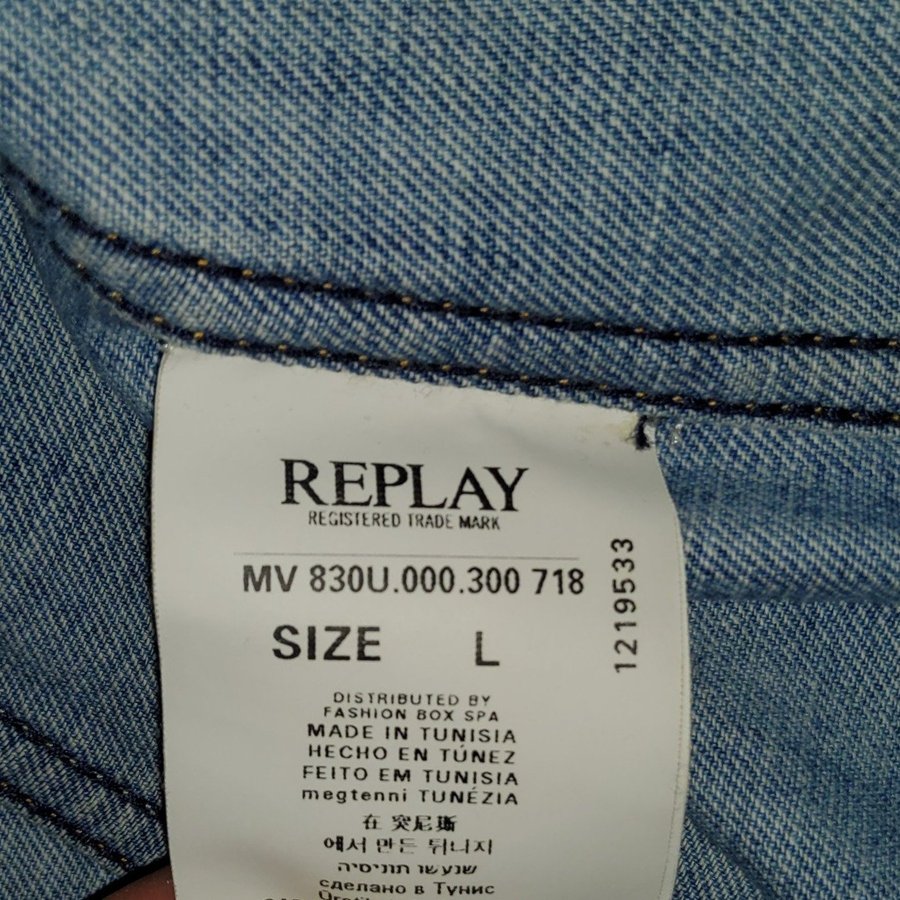 REPLAY
REGISTERED TRADE MARK
MV 830U.000.300 718
1219533
SIZE L
DISTRIBUTED BY
FASHION BOX SPA
MADE IN TUNISIA
HECHO EN TÚNEZ
FEITO EM TUNISIA
megtenni TUNÉZIA
在 突尼斯
에서 만든 튀니지
שנעשו תוניסיה
сделано в Тунис